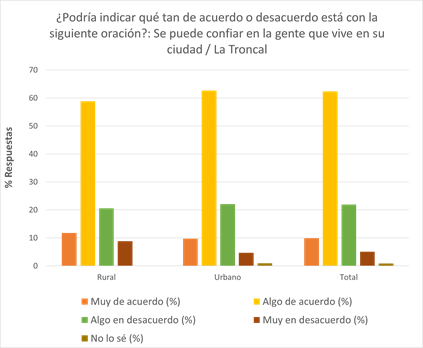 ¿Podría indicar qué tan de acuerdo o desacuerdo está con la
siguiente oración?: Se puede confiar en la gente que vive en su
ciudad / La Troncal
% Respuestas
70
60
50
40
30
20
10
0
Rural
Urbano
Total
Muy de acuerdo (%)
Algo de acuerdo (%)
Algo en desacuerdo (%)
Muy en desacuerdo (%)
No lo sé (%)